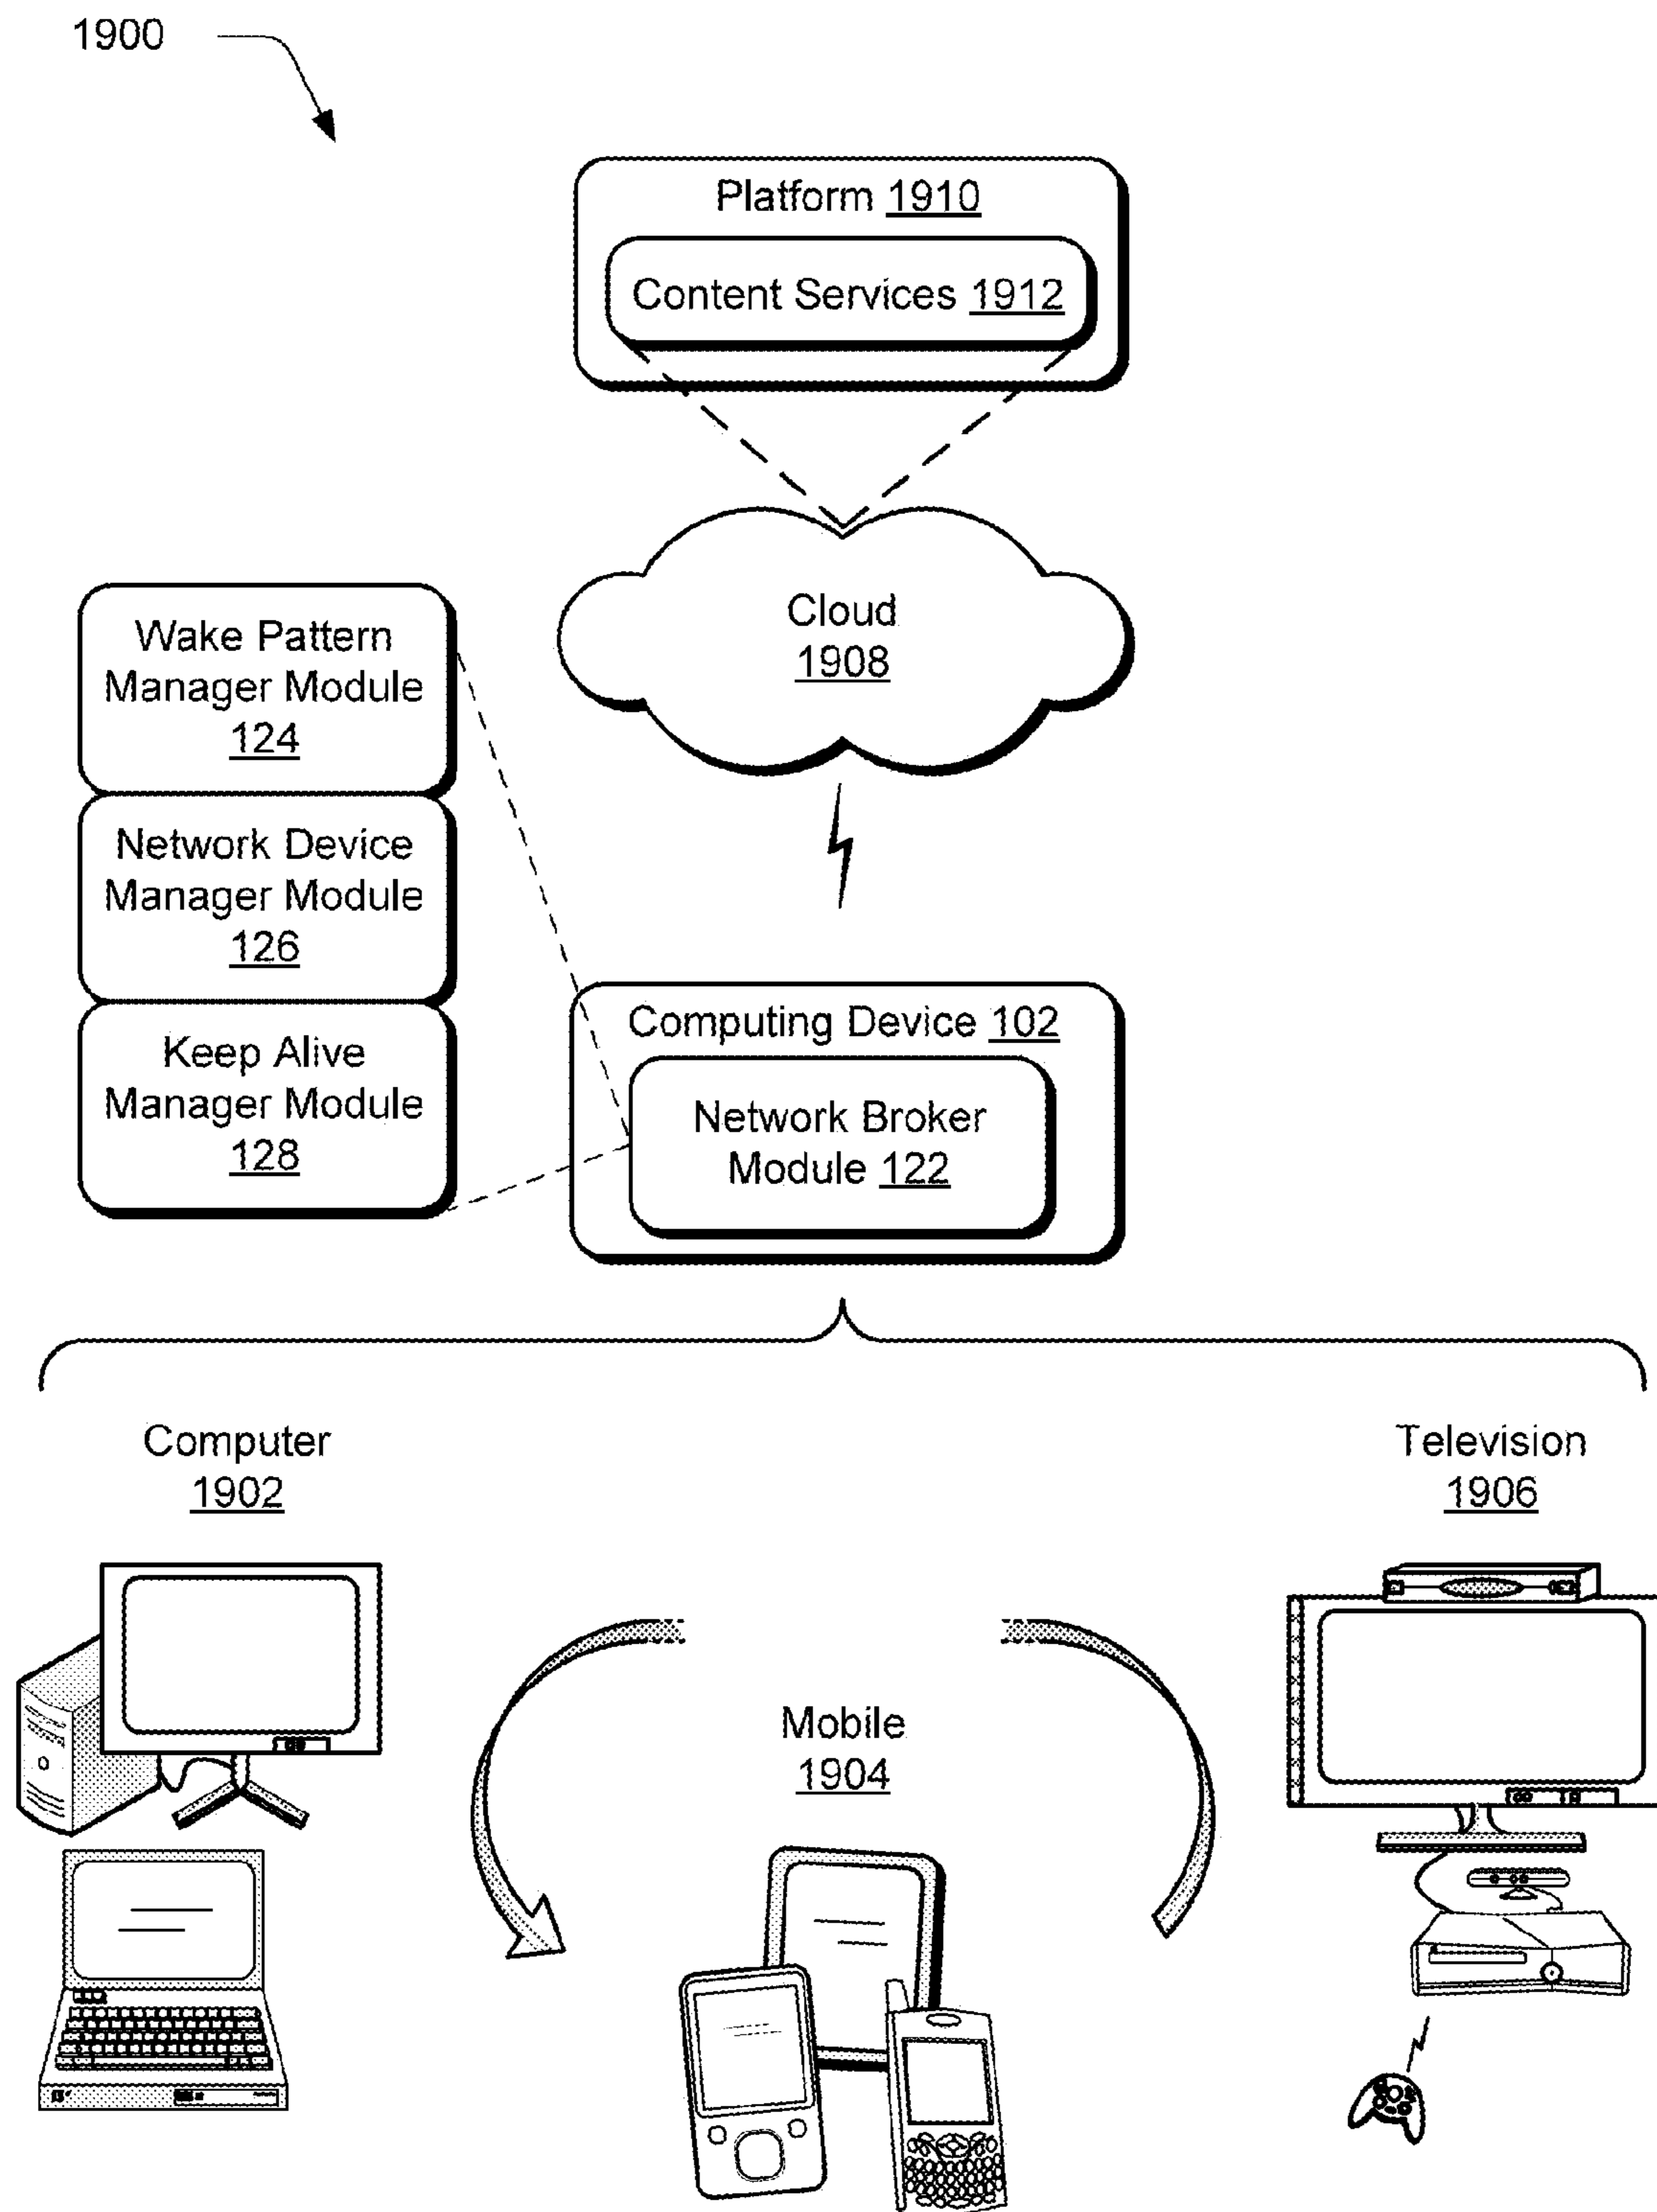 1900
Platform 1910
Content Services 1912
Cloud
1908
Wake Pattern
Manager Module
124
Network Device
Manager Module
126
Keep Alive
Manager Module
128
Computing Device 102
Network Broker
Module 122
Computer
1902
Television
1906
Mobile
1904